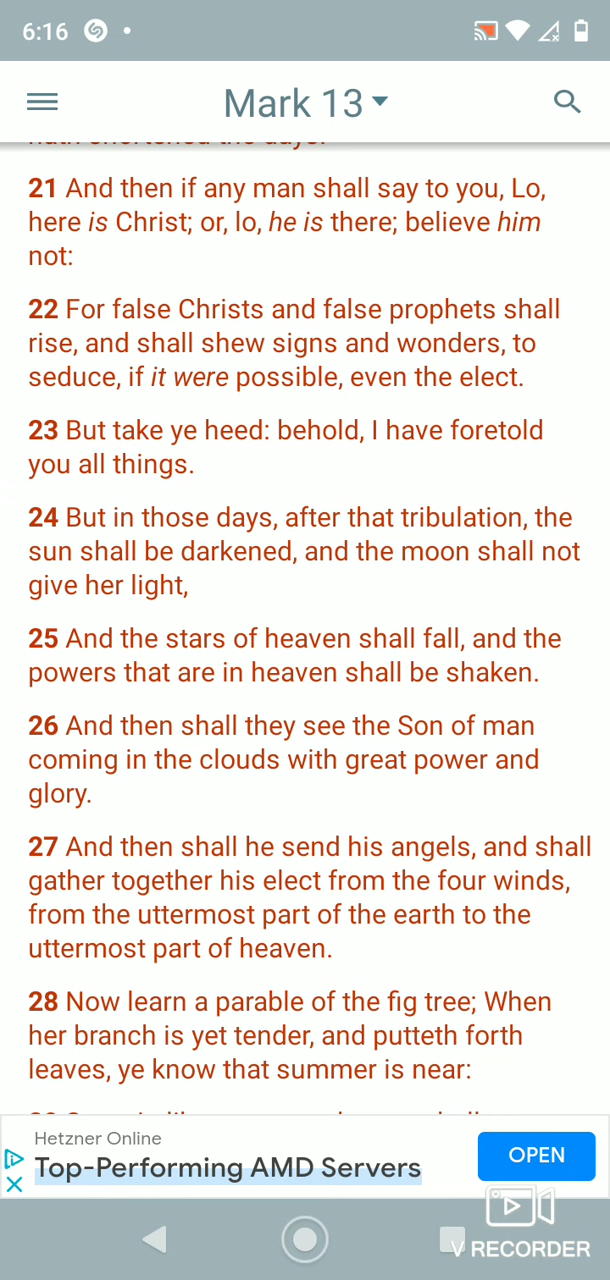 6:16
Mark 13
hath shortened the days.
21 And then if any man shall say to you, Lo,
here is Christ; or, lo, he is there; believe him
not:
22 For false Christs and false prophets shall
rise, and shall shew signs and wonders, to
seduce, if it were possible, even the elect.
23 But take ye heed: behold, I have foretold
you all things.
24 But in those days, after that tribulation, the
sun shall be darkened, and the moon shall not
give her light,
25 And the stars of heaven shall fall, and the
powers that are in heaven shall be shaken.
26 And then shall they see the Son of man
coming in the clouds with great power and
glory.
27 And then shall he send his angels, and shall
gather together his elect from the four winds,
from the uttermost part of the earth to the
uttermost part of heaven.
28 Now learn a parable of the fig tree; When
her branch is yet tender, and putteth forth
leaves, ye know that summer is near:
Hetzner Online
Top-Performing AMD Servers
OPEN
V RECORDER